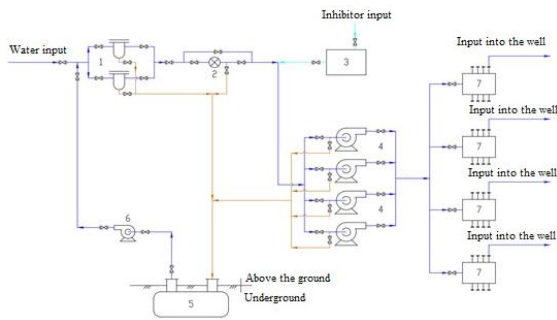 Inhibitor input
Water input
Input into the well
1
2
3
7
Input into the well
4
7
Input into the well
4
7
6
Input into the well
7
Above the ground
Underground
5